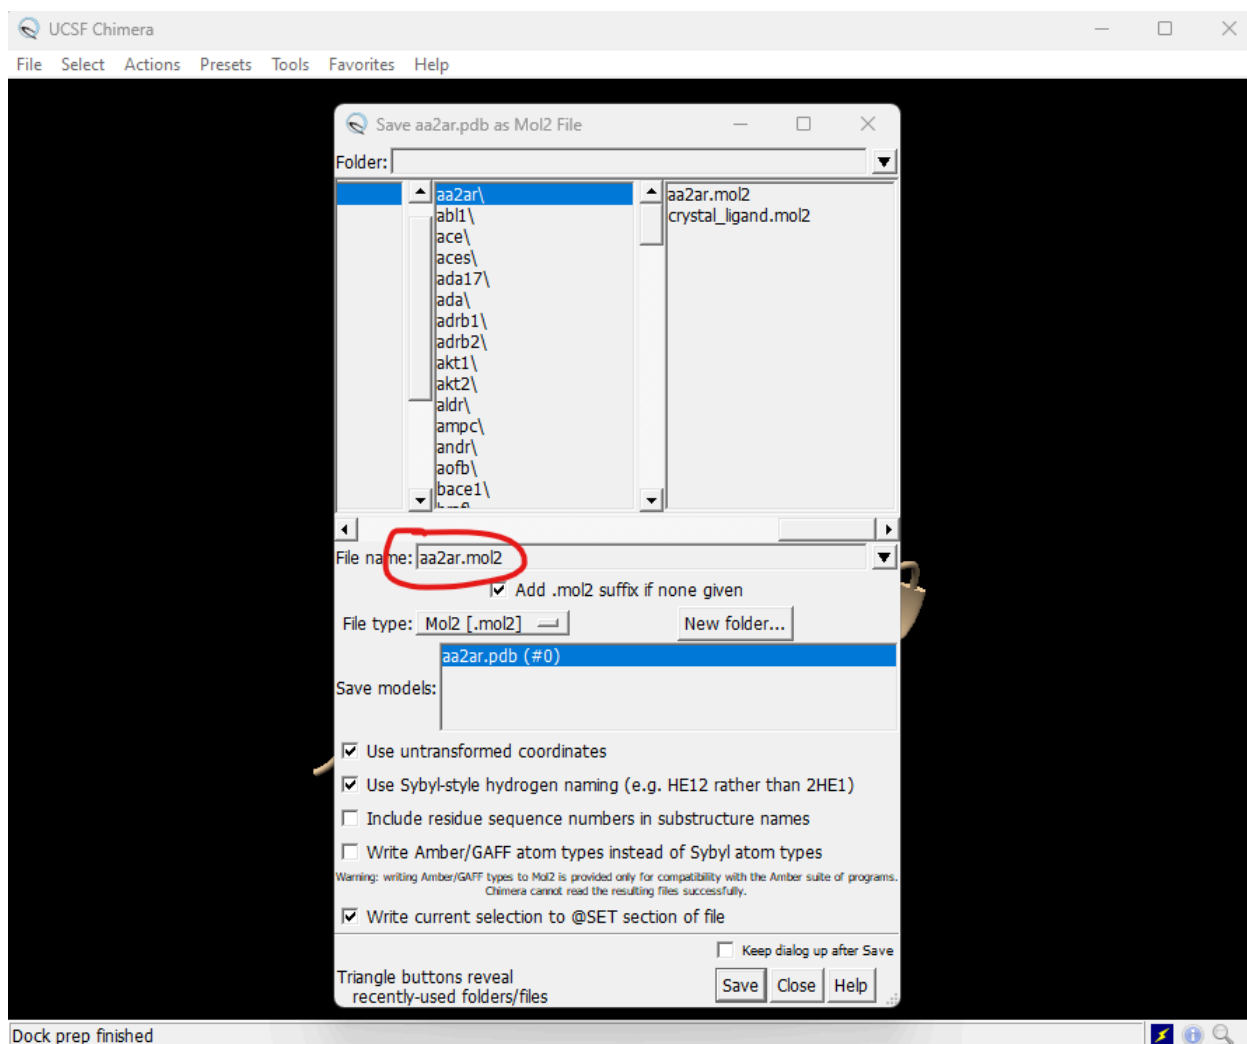 UCSF Chimera
File Select Actions Presets Tools Favorites Help
Save aa2ar.pdb as Mol2 File
Folder:
aa2ar\
abl1\
ace\
aces\
ada17\
ada\
adrb1\
adrb2\
akt1\
akt2\
aldr\
ampc\
andr\
aofb\
bace1\
aa2ar.mol2
crystal_ligand.mol2
File name: aa2ar.mol2
Add .mol2 suffix if none given
File type: Mol2 [.mol2] New folder...
aa2ar.pdb (#0)
Save models:
Use untransformed coordinates
Use Sybyl-style hydrogen naming (e.g. HE12 rather than 2HE1)
Include residue sequence numbers in substructure names
Write Amber/GAFF atom types instead of Sybyl atom types
Warning: writing Amber/GAFF types to Mol2 is provided only for compatibility with the Amber suite of programs.
Chimera cannot read the resulting files successfully.
Write current selection to @SET section of file
Keep dialog up after Save
Triangle buttons reveal
recently-used folders/files
Save Close Help
Dock prep finished